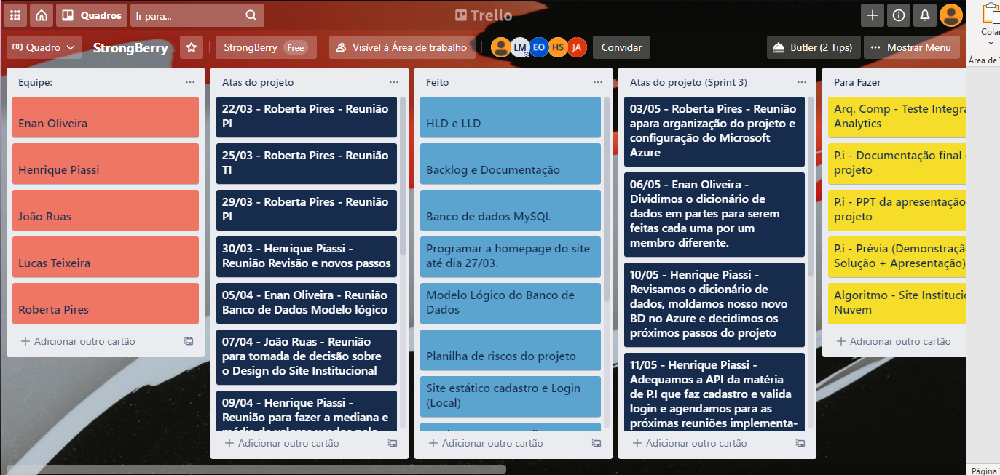 Quadros
Ir para...
Trello
Colar
Quadro
StrongBerry
StrongBerry Free
Visível à Área de trabalho
LM
EO
HS
JA
Convidar
Butler (2 Tips)
Mostrar Menu
Área de
Equipe:
Enan Oliveira
Henrique Piassi
João Ruas
Lucas Teixeira
Roberta Pires
Adicionar outro cartão
Atas do projeto
22/03 - Roberta Pires - Reunião
PI
25/03 - Roberta Pires - Reunião
TI
29/03 - Roberta Pires - Reunião
PI
30/03 - Henrique Piassi -
Reunião Revisão e novos passos
05/04 - Enan Oliveira - Reunião
Banco de Dados Modelo lógico
07/04 - João Ruas - Reunião
para tomada de decisão sobre
o Design do Site Institucional
09/04 - Henrique Piassi -
Reunião para fazer a mediana e
média de valores usados pelo
Adicionar outro cartão
Feito
HLD e LLD
Backlog e Documentação
Banco de dados MySQL
Programar a homepage do site
até dia 27/03.
Modelo Lógico do Banco de
Dados
Planilha de riscos do projeto
Site estático cadastro e Login
(Local)
Adicionar outro cartão
Atas do projeto (Sprint 3)
03/05 - Roberta Pires - Reunião
apara organização do projeto e
configuração do Microsoft
Azure
06/05 - Enan Oliveira -
Dividimos o dicionário de
dados em partes para serem
feitas cada uma por um
membro diferente.
10/05 - Henrique Piassi -
Revisamos o dicionário de
dados, moldamos nosso novo
BD no Azure e decidimos os
próximos passos do projeto
11/05 - Henrique Piassi -
Adequamos a API da matéria
de P.I que faz cadastro e valida
login e agendamos para as
próximas reuniões implementa-
Adicionar outro cartão
Para Fazer
Arq. Comp - Teste Integra
Analytics
P.i - Documentação final
projeto
P.i - PPT da apresentação
projeto
P.i - Prévia (Demonstração
Solução + Apresentação)
Algoritmo - Site Institucio
Nuvem
Adicionar outro cartão
Página